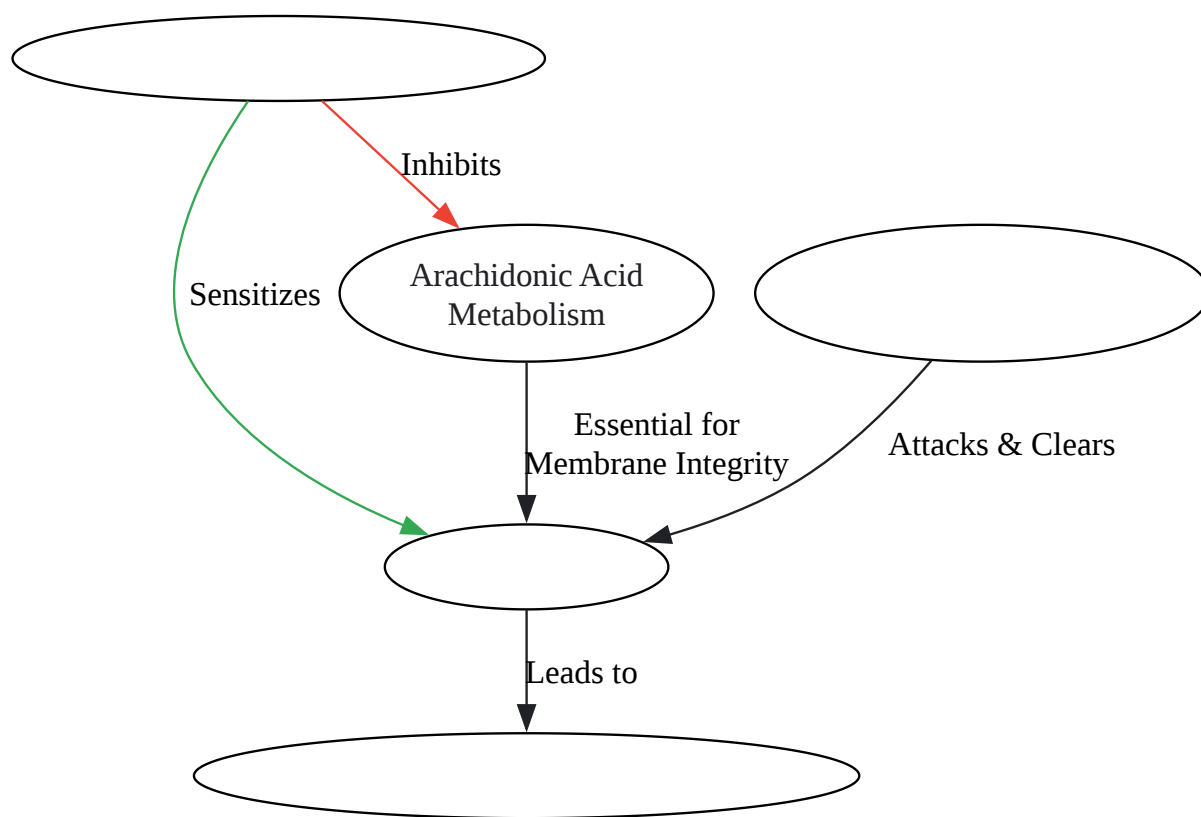 Inhibits
Sensitizes
Arachidonic Acid
Metabolism
Essential for
Membrane Integrity
Attacks & Clears
Leads to